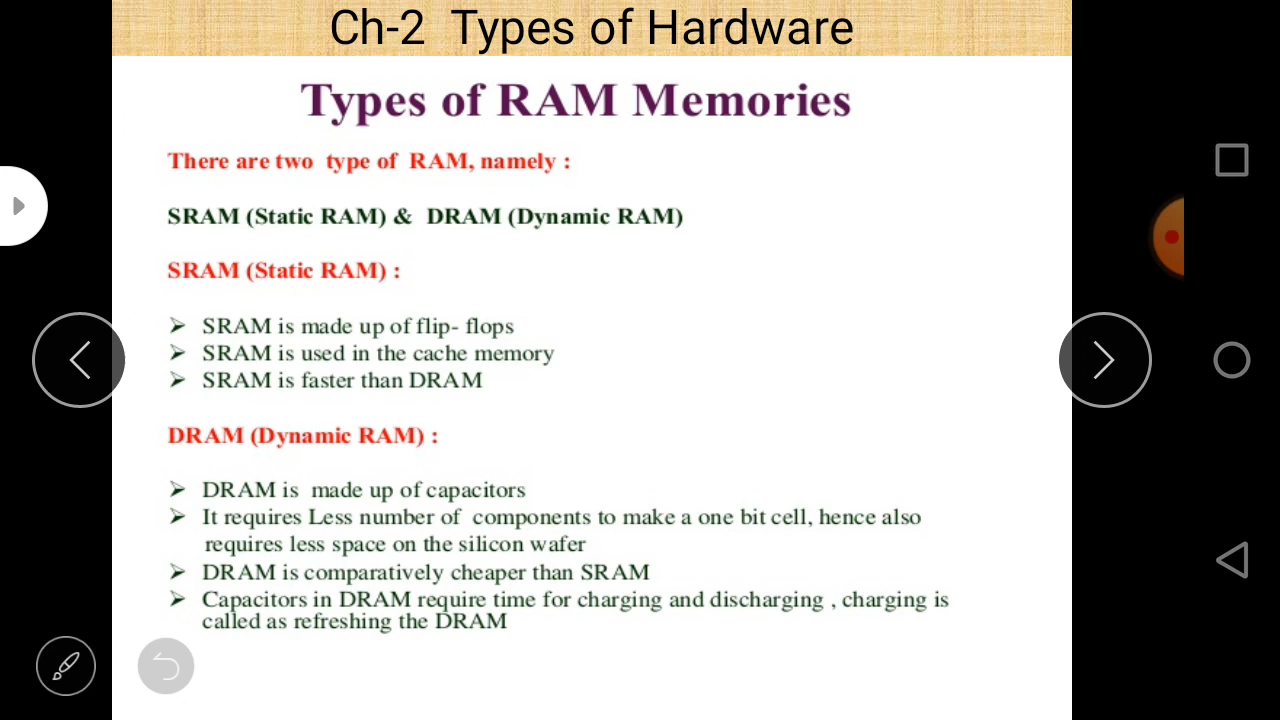 Ch-2 Types of Hardware
Types of RAM Memories
There are two type of RAM, namely :
SRAM (Static RAM) & DRAM (Dynamic RAM)
SRAM (Static RAM) :
➢ SRAM is made up of flip- flops
➢ SRAM is used in the cache memory
➢ SRAM is faster than DRAM
DRAM (Dynamic RAM) :
➢ DRAM is made up of capacitors
➢ It requires Less number of components to make a one bit cell, hence also
requires less space on the silicon wafer
➢ DRAM is comparatively cheaper than SRAM
➢ Capacitors in DRAM require time for charging and discharging , charging is
called as refreshing the DRAM